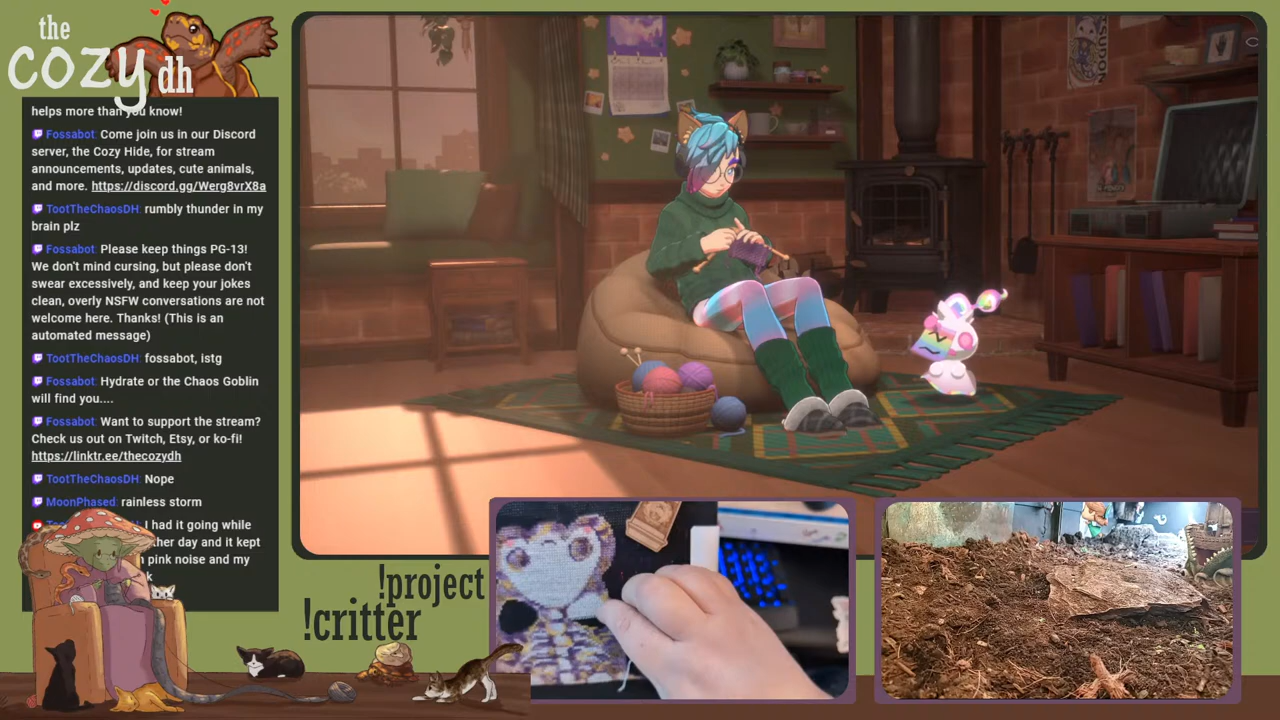 the
cozy dh
helps more than you know!
Fossabot: Come join us in our Discord
server, the Cozy Hide, for stream
announcements, updates, cute animals,
and more. https://discord.gg/Werg8vrX8a
TootTheChaosDH: rumbly thunder in my
brain plz
Fossabot: Please keep things PG-13!
We don't mind cursing, but please don't
swear excessively, and keep your jokes
clean, overly NSFW conversations are not
welcome here. Thanks! (This is an
automated message)
TootTheChaosDH: fossabot, istg
Fossabot: Hydrate or the Chaos Goblin
will find you....
Fossabot: Want to support the stream?
Check us out on Twitch, Etsy, or ko-fi!
https://linktr.ee/thecozydh
TootTheChaosDH: Nope
MoonPhased: rainless storm
I had it going while
ther day and it kept
pink noise and my
!project
!critter